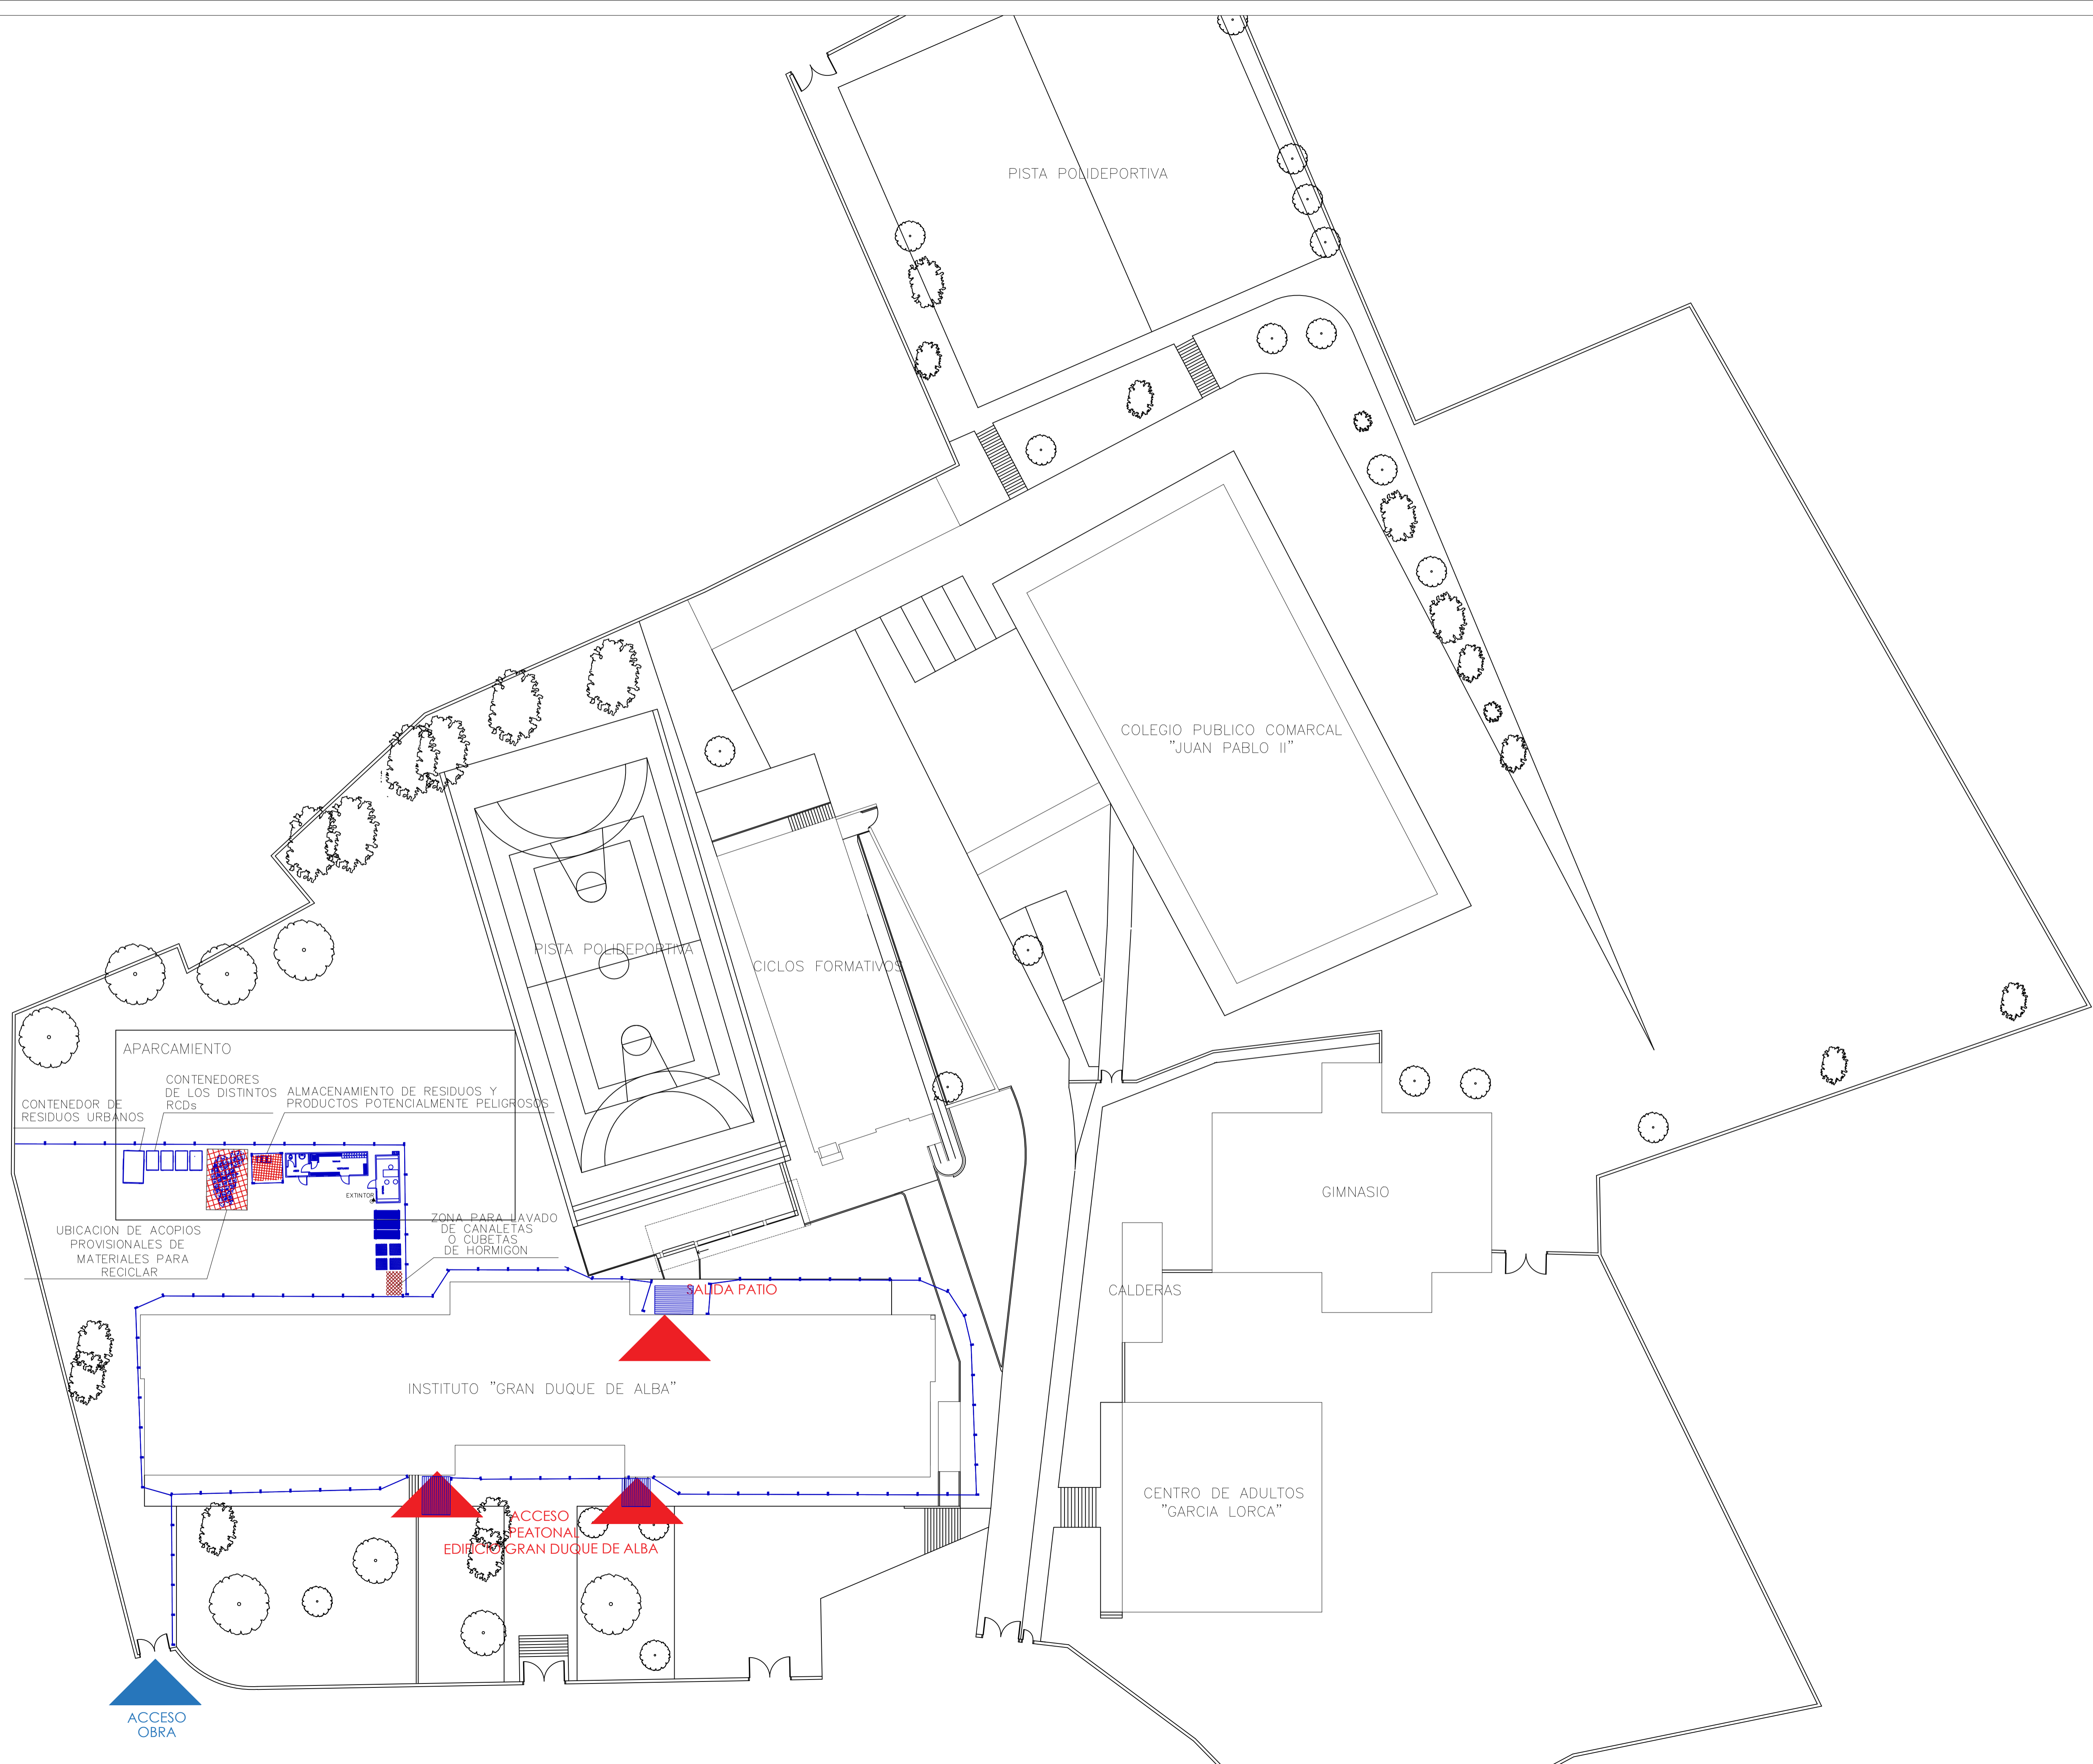 PISTA POLIDEPORTIVA
COLEGIO PUBLICO COMARCAL
"JUAN PABLO II"
PISTA POLIDEPORTIVA
CICLOS FORMATIVOS
APARCAMIENTO
CONTENEDOR DE
RESIDUOS URBANOS
CONTENEDORES
DE LOS DISTINTOS
RCDs
ALMACENAMIENTO DE RESIDUOS Y
PRODUCTOS POTENCIALMENTE PELIGROSOS
EXTINTOR
UBICACION DE ACOPIOS
PROVISIONALES DE
MATERIALES PARA
RECICLAR
ZONA PARA LAVADO
DE CANALETAS
O CUBETAS
DE HORMIGON
GIMNASIO
SALIDA PATIO
CALDERAS
INSTITUTO "GRAN DUQUE DE ALBA"
CENTRO DE ADULTOS
"GARCIA LORCA"
ACCESO
PEATONAL
EDIFICIO GRAN DUQUE DE ALBA
ACCESO
OBRA